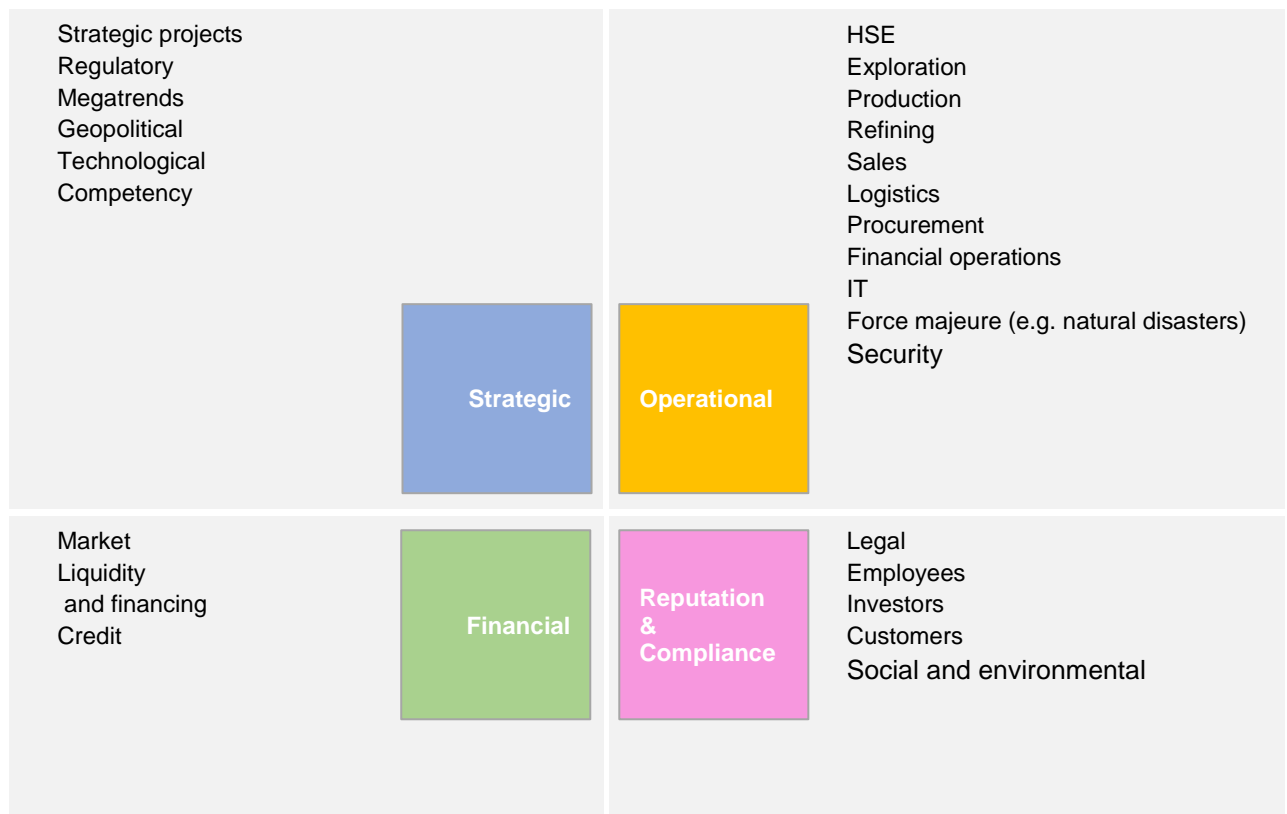 Strategic projects
Regulatory
Megatrends
Geopolitical
Technological
Competency
Strategic
HSE
Exploration
Production
Refining
Sales
Logistics
Procurement
Financial operations
IT
Force majeure (e.g. natural disasters)
Security
Operational
Market
Liquidity
and financing
Credit
Financial
Legal
Employees
Investors
Customers
Social and environmental
Reputation
&
Compliance